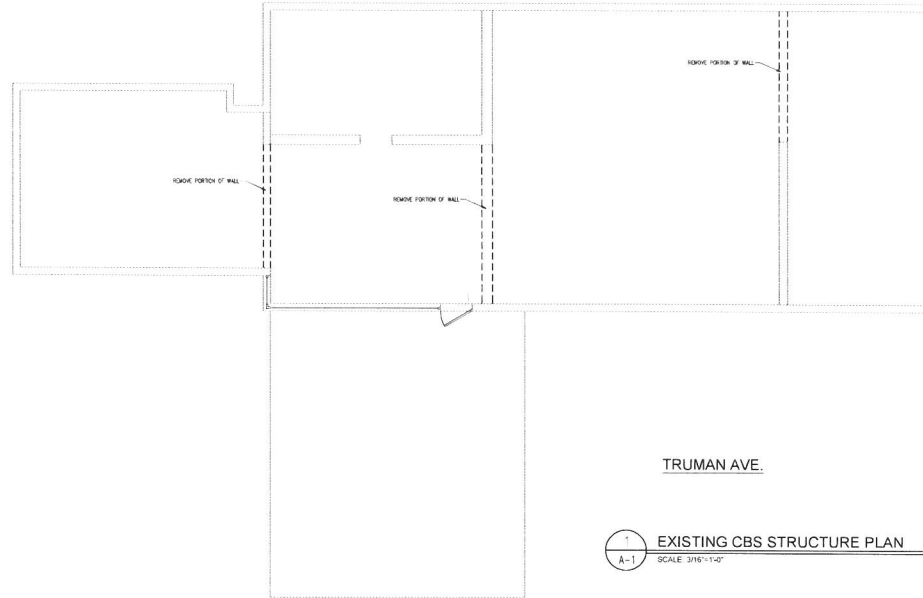 REMOVE PORTION OF WALL
REMOVE PORTION OF WALL
REMOVE PORTION OF WALL
TRUMAN AVE.
1
A-1
EXISTING CBS STRUCTURE PLAN
SCALE 3/16"=1'-0"